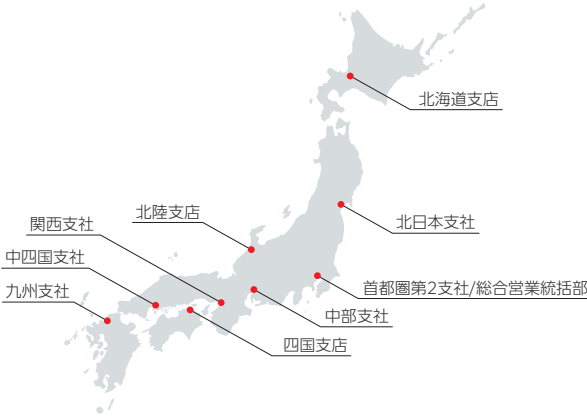 北海道支店
北陸支店
北日本支社
関西支社
中四国支社
九州支社
首都圏第2支社/総合営業統括部
中部支社
四国支店